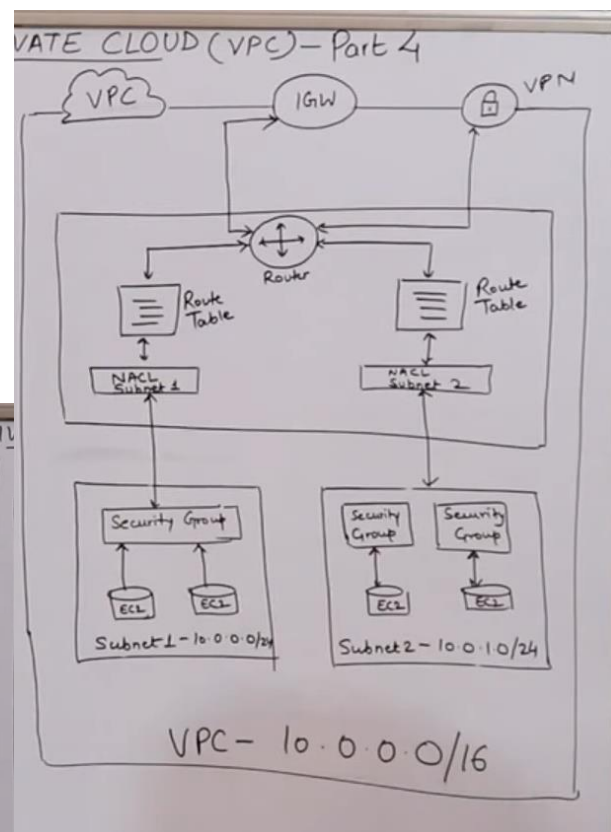 VATE CLOUD (VPC) - Part 4
VPC
IGW
VPN
Router
Route
Table
Route
Table
NACL
Subnet 1
NACL
Subnet 2
Security Group
Security
Group
Security
Group
EC2
EC2
EC2
EC2
Subnet 1 - 10.0.0.0/24
Subnet 2 - 10.0.1.0/24
VPC - 10.0.0.0/16